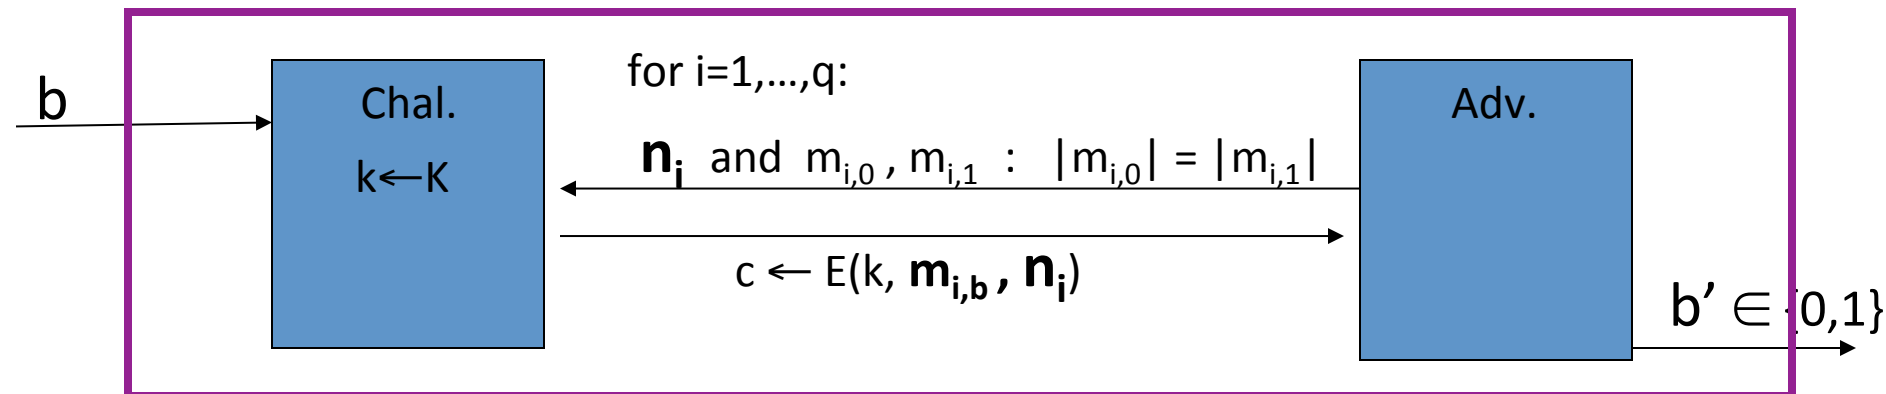 b
Chal.
k←K
for i=1,…,q:
nᵢ and mᵢ,₀ , mᵢ,₁ : |mᵢ,₀| = |mᵢ,₁|
c ← E(k, mᵢ,b , nᵢ)
Adv.
b’ ∈ {0,1}